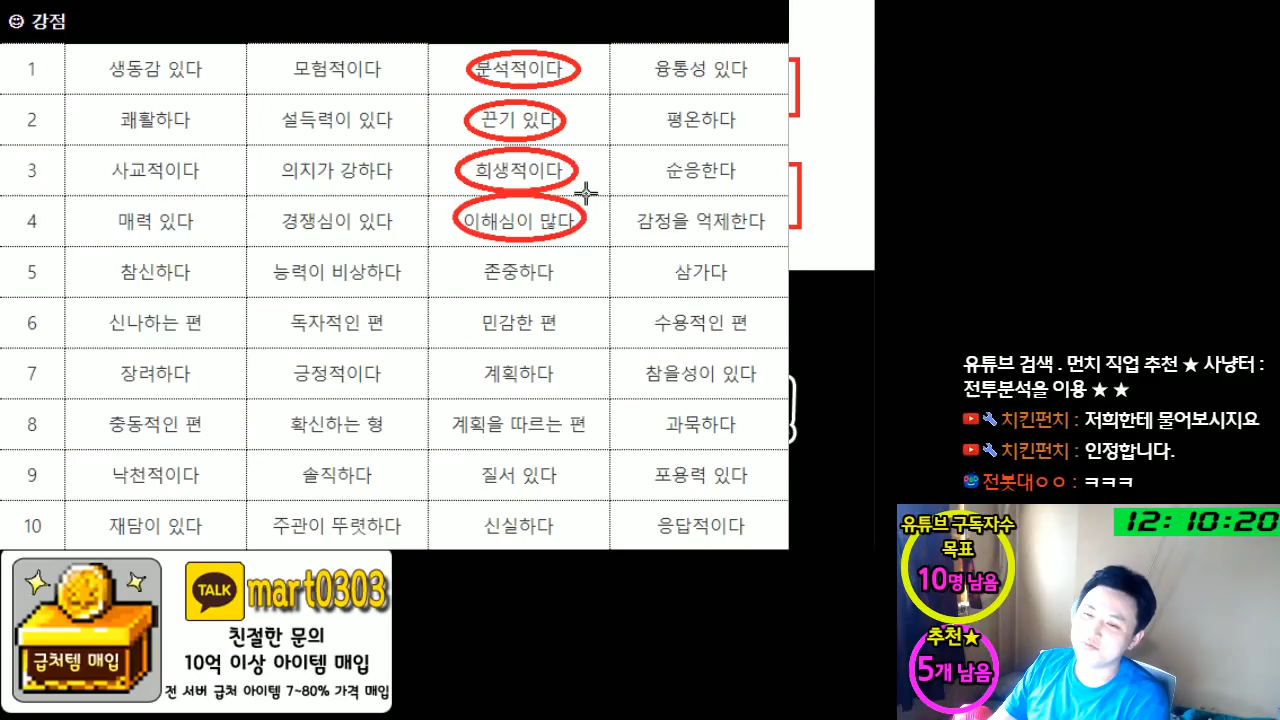 강점
1 생동감 있다 모험적이다 분석적이다 융통성 있다
2 쾌활하다 설득력이 있다 끈기 있다 평온하다
3 사교적이다 의지가 강하다 희생적이다 순응한다
4 매력 있다 경쟁심이 있다 이해심이 많다 감정을 억제한다
5 참신하다 능력이 비상하다 존중하다 삼가다
6 신나하는 편 독자적인 편 민감한 편 수용적인 편
7 장려하다 긍정적이다 계획하다 참을성이 있다
8 충동적인 편 확신하는 형 계획을 따르는 편 과묵하다
9 낙천적이다 솔직하다 질서 있다 포용력 있다
10 재담이 있다 주관이 뚜렷하다 신실하다 응답적이다
유튜브 검색 . 먼치 직업 추천 ★ 사냥터 :
전투분석을 이용 ★ ★
치킨펀치 : 저희한테 물어보시지요
치킨펀치 : 인정합니다.
전봇대ㅇㅇ : ㅋㅋㅋ
유튜브 구독자수
목표
10명 남음
추천★
5개 남음
12:10:20
급처템 매입
TALK mart0303
친절한 문의
10억 이상 아이템 매입
전 서버 급처 아이템 7~80% 가격 매입